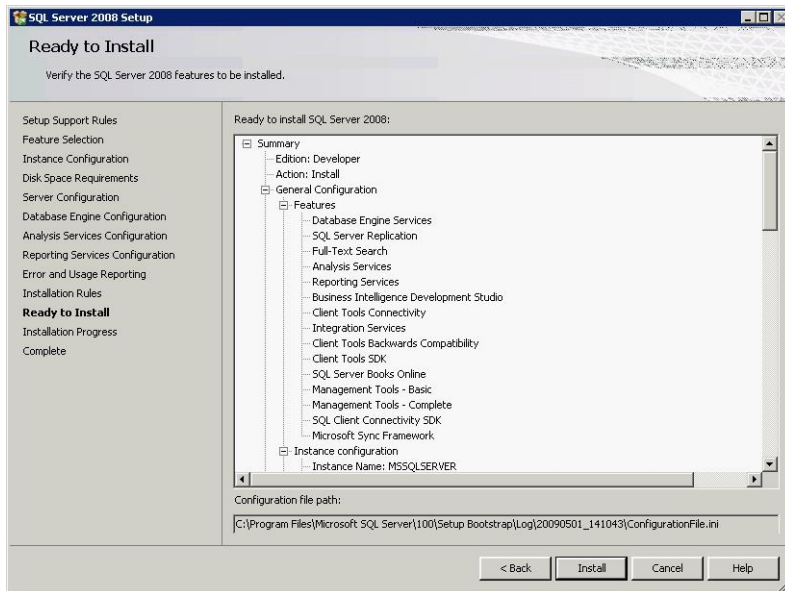 SQL Server 2008 Setup
Ready to Install
Verify the SQL Server 2008 features to be installed.
Setup Support Rules
Feature Selection
Instance Configuration
Disk Space Requirements
Server Configuration
Database Engine Configuration
Analysis Services Configuration
Reporting Services Configuration
Error and Usage Reporting
Installation Rules
Ready to Install
Installation Progress
Complete
Ready to install SQL Server 2008:
Summary
Edition: Developer
Action: Install
General Configuration
Features
Database Engine Services
SQL Server Replication
Full-Text Search
Analysis Services
Reporting Services
Business Intelligence Development Studio
Client Tools Connectivity
Integration Services
Client Tools Backwards Compatibility
Client Tools SDK
SQL Server Books Online
Management Tools - Basic
Management Tools - Complete
SQL Client Connectivity SDK
Microsoft Sync Framework
Instance configuration
Instance Name: MSSQLSERVER
Configuration file path:
C:\Program Files\Microsoft SQL Server\100\Setup Bootstrap\Log\20090501_141043\ConfigurationFile.ini
< Back
Install
Cancel
Help